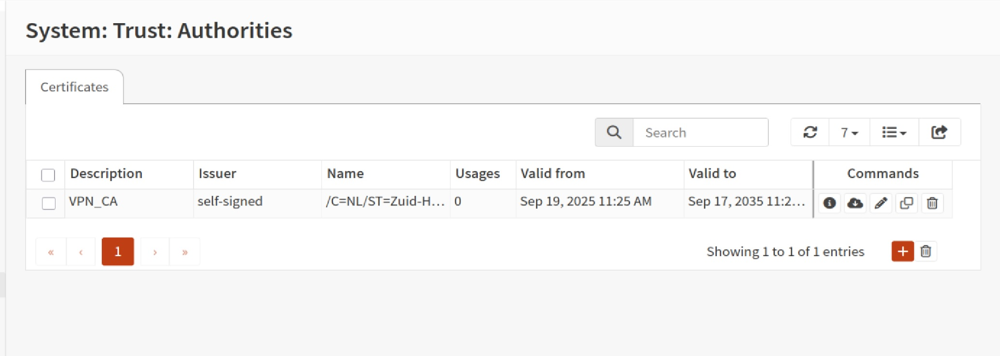 System: Trust: Authorities
Certificates
Search
7
Description Issuer Name Usages Valid from Valid to Commands
VPN_CA self-signed /C=NL/ST=Zuid-H... 0 Sep 19, 2025 11:25 AM Sep 17, 2035 11:2...
« ‹ 1 › » Showing 1 to 1 of 1 entries